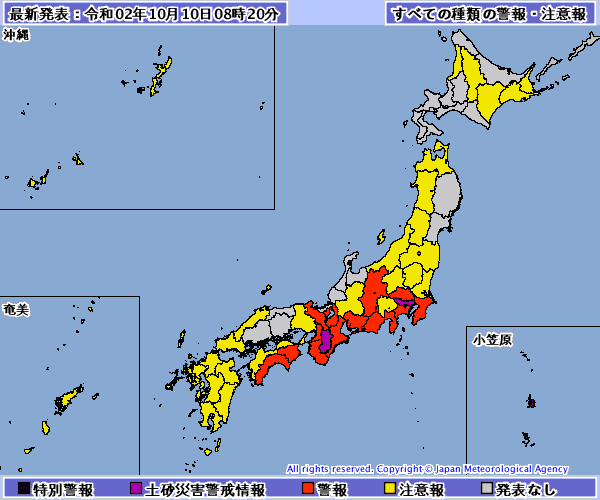 最新発表：令和02年10月10日08時20分
すべての種類の警報・注意報
沖縄
奄美
小笠原
All rights reserved. Copyright © Japan Meteorological Agency
特別警報 土砂災害警戒情報 警報 注意報 発表なし